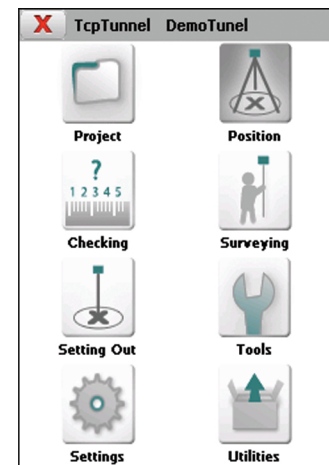 X TcpTunnel DemoTunel
Project Position
?
1 2 3 4 5
Checking Surveying
Setting Out Tools
Settings Utilities